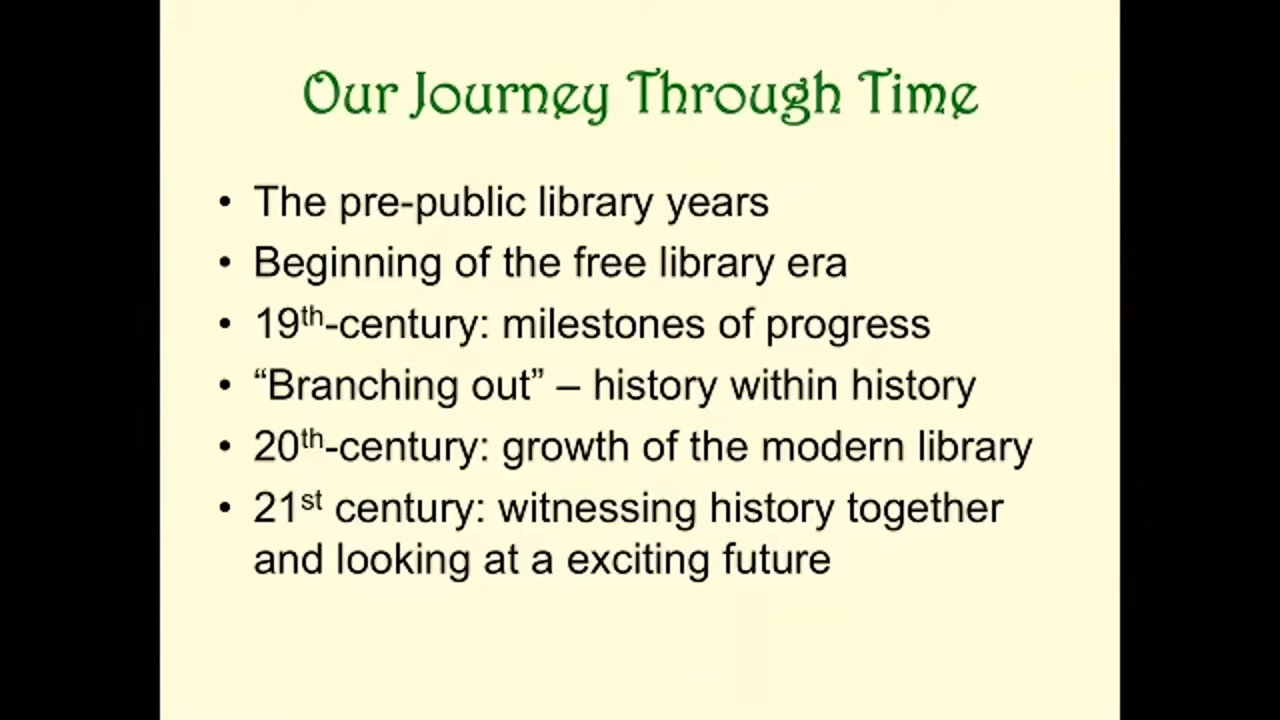 Our Journey Through Time
• The pre-public library years
• Beginning of the free library era
• 19th-century: milestones of progress
• “Branching out” – history within history
• 20th-century: growth of the modern library
• 21st century: witnessing history together
and looking at a exciting future